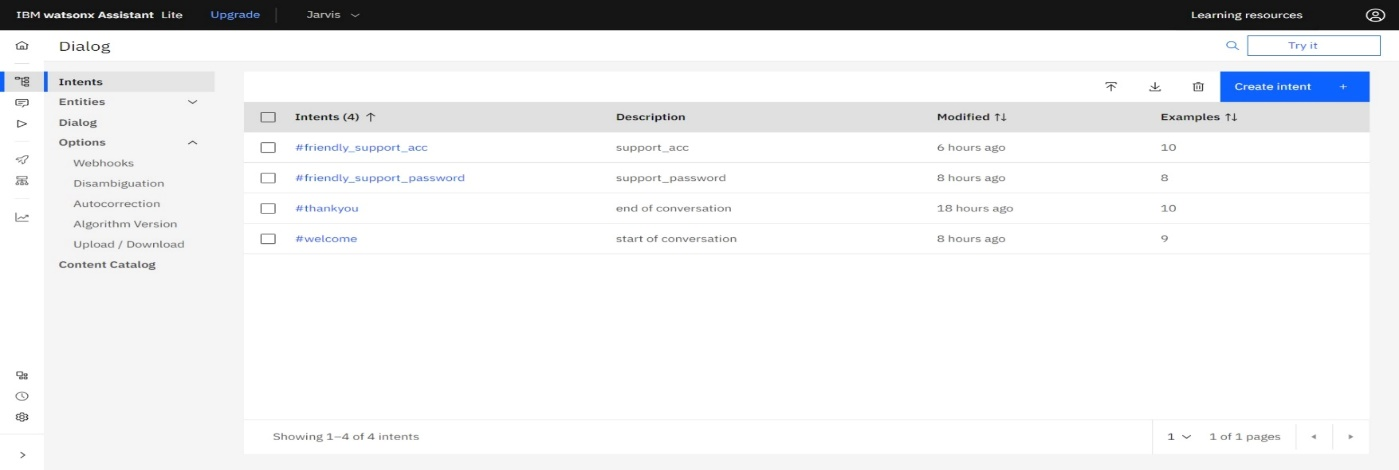 IBM watsonx Assistant Lite Upgrade Jarvis Learning resources
Dialog Try it
Intents
Entities
Dialog
Options
Webhooks
Disambiguation
Autocorrection
Algorithm Version
Upload / Download
Content Catalog
Create intent +
Intents (4) ↑ Description Modified ↑↓ Examples ↑↓
#friendly_support_acc support_acc 6 hours ago 10
#friendly_support_password support_password 8 hours ago 8
#thankyou end of conversation 18 hours ago 10
#welcome start of conversation 8 hours ago 9
Showing 1–4 of 4 intents 1 1 of 1 pages